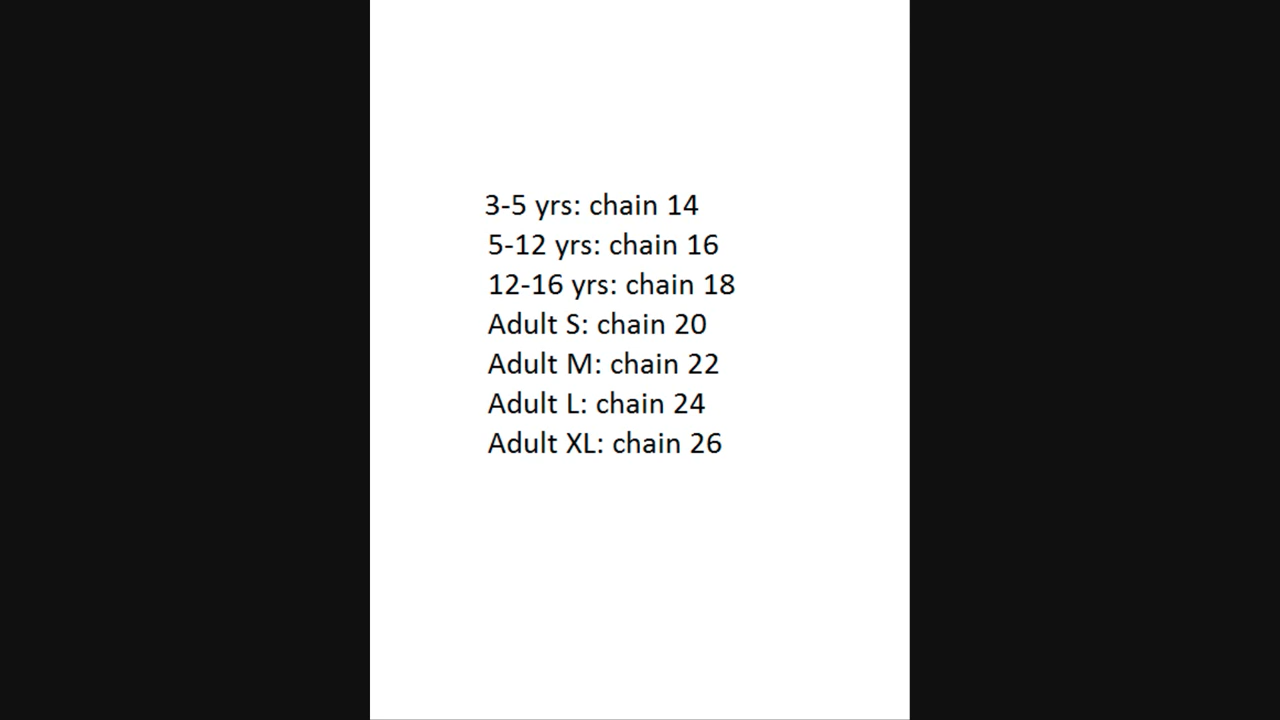 3-5 yrs: chain 14
5-12 yrs: chain 16
12-16 yrs: chain 18
Adult S: chain 20
Adult M: chain 22
Adult L: chain 24
Adult XL: chain 26